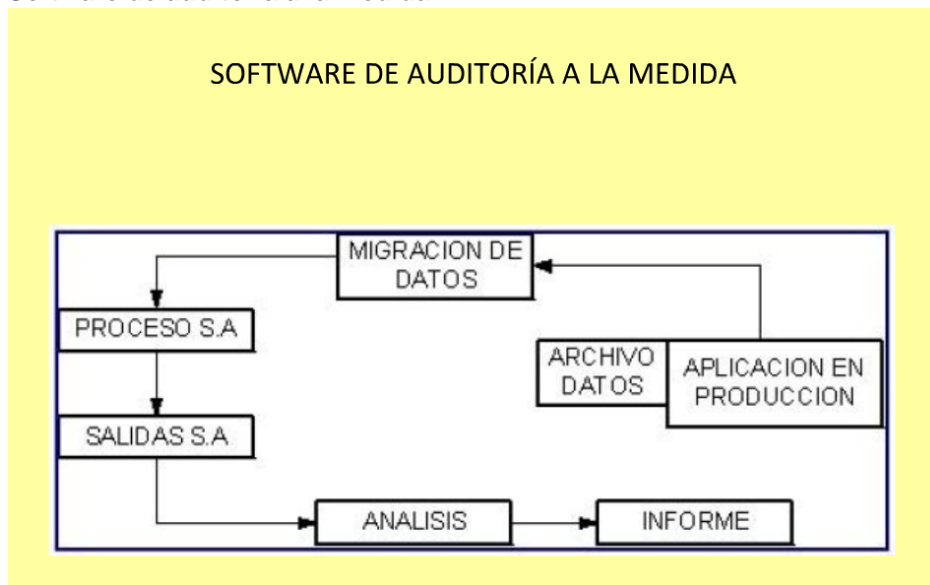 SOFTWARE DE AUDITORÍA A LA MEDIDA
MIGRACION DE
DATOS
PROCESO S.A
ARCHIVO
DATOS
APLICACION EN
PRODUCCION
SALIDAS S.A
ANALISIS
INFORME